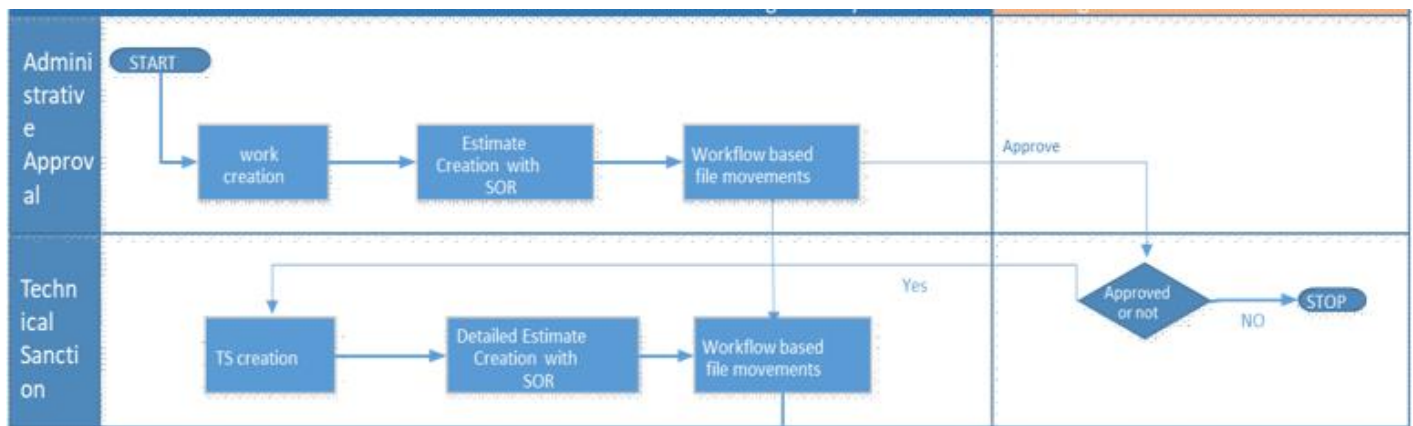 Admini
strativ
e
Approv
al
START
work
creation
Estimate
Creation with
SOR
Workflow based
file movements
Approve
Techn
ical
Sancti
on
Yes
Approved
or not
NO
STOP
TS creation
Detailed Estimate
Creation with
SOR
Workflow based
file movements